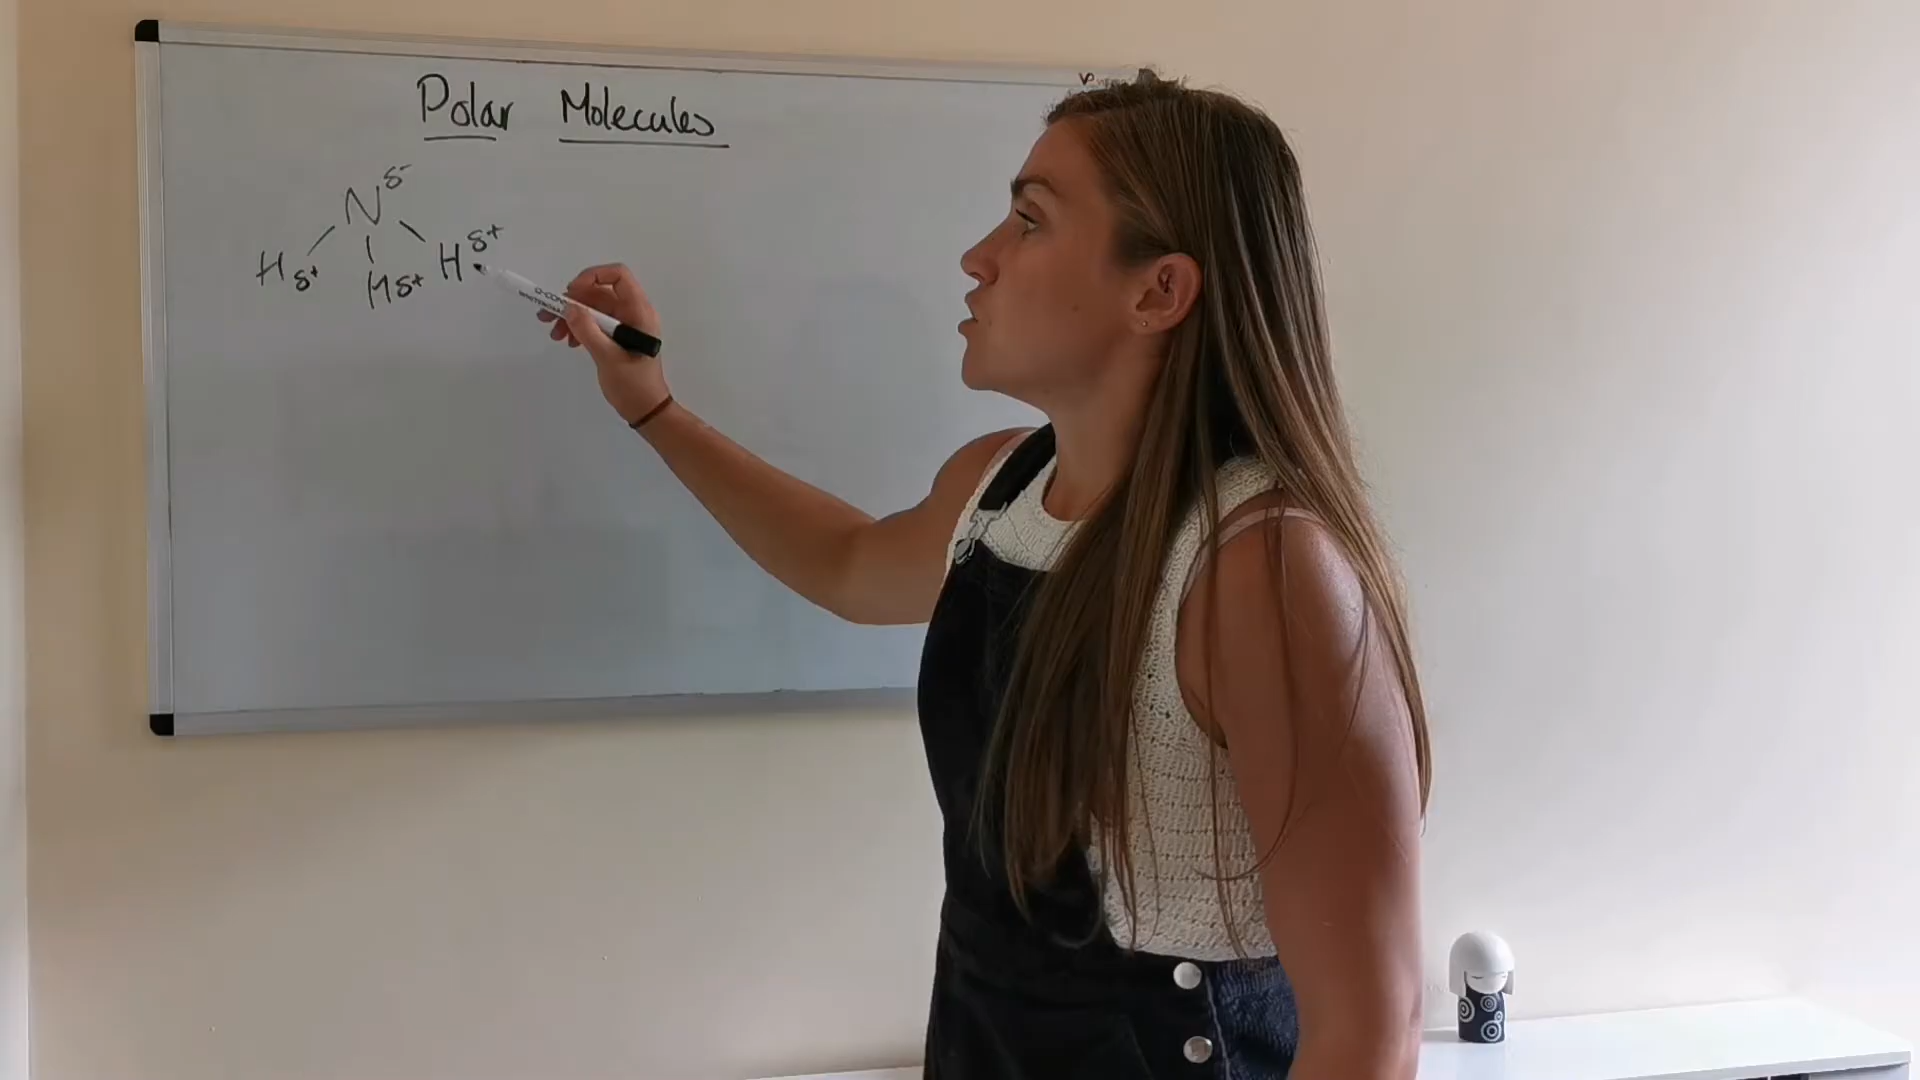 Polar Molecules
N δ-
H δ+ H δ+ H δ+